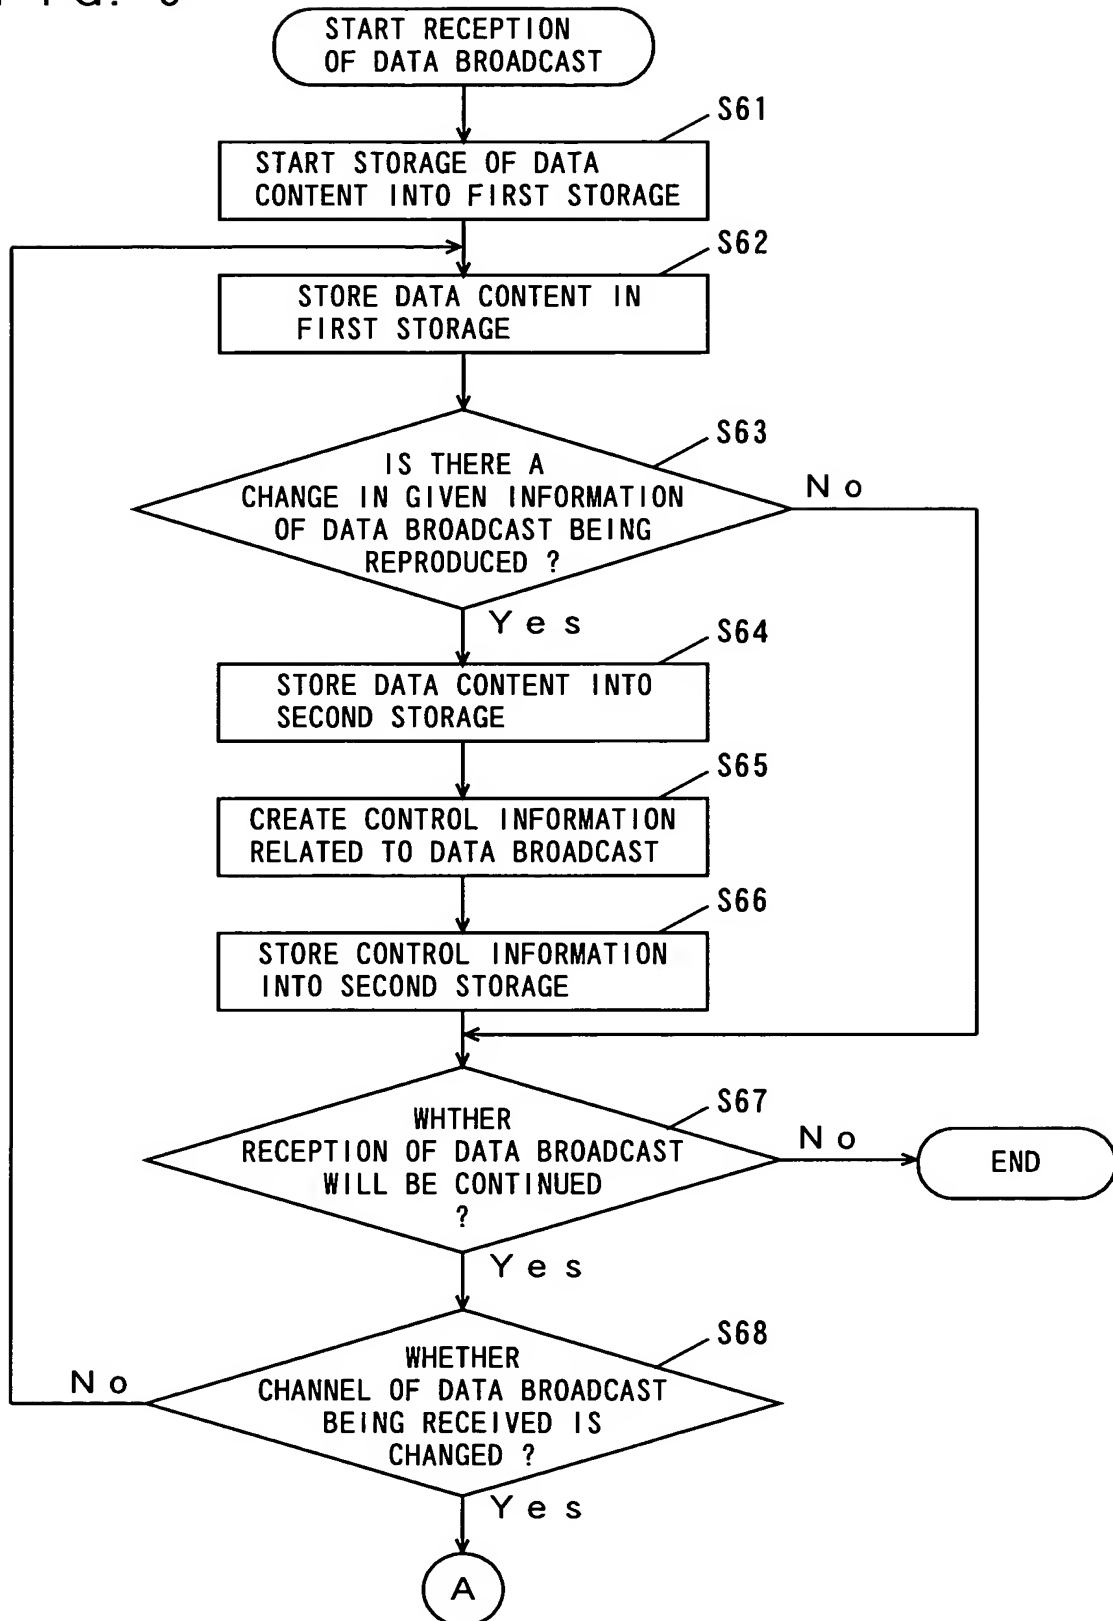 START RECEPTION
OF DATA BROADCAST
S61
START STORAGE OF DATA
CONTENT INTO FIRST STORAGE
S62
STORE DATA CONTENT IN
FIRST STORAGE
S63
IS THERE A
CHANGE IN GIVEN INFORMATION
OF DATA BROADCAST BEING
REPRODUCED ?
No
Yes
S64
STORE DATA CONTENT INTO
SECOND STORAGE
S65
CREATE CONTROL INFORMATION
RELATED TO DATA BROADCAST
S66
STORE CONTROL INFORMATION
INTO SECOND STORAGE
S67
WHTHER
RECEPTION OF DATA BROADCAST
WILL BE CONTINUED
?
No
END
Yes
S68
WHETHER
CHANNEL OF DATA BROADCAST
BEING RECEIVED IS
CHANGED ?
No
Yes
A